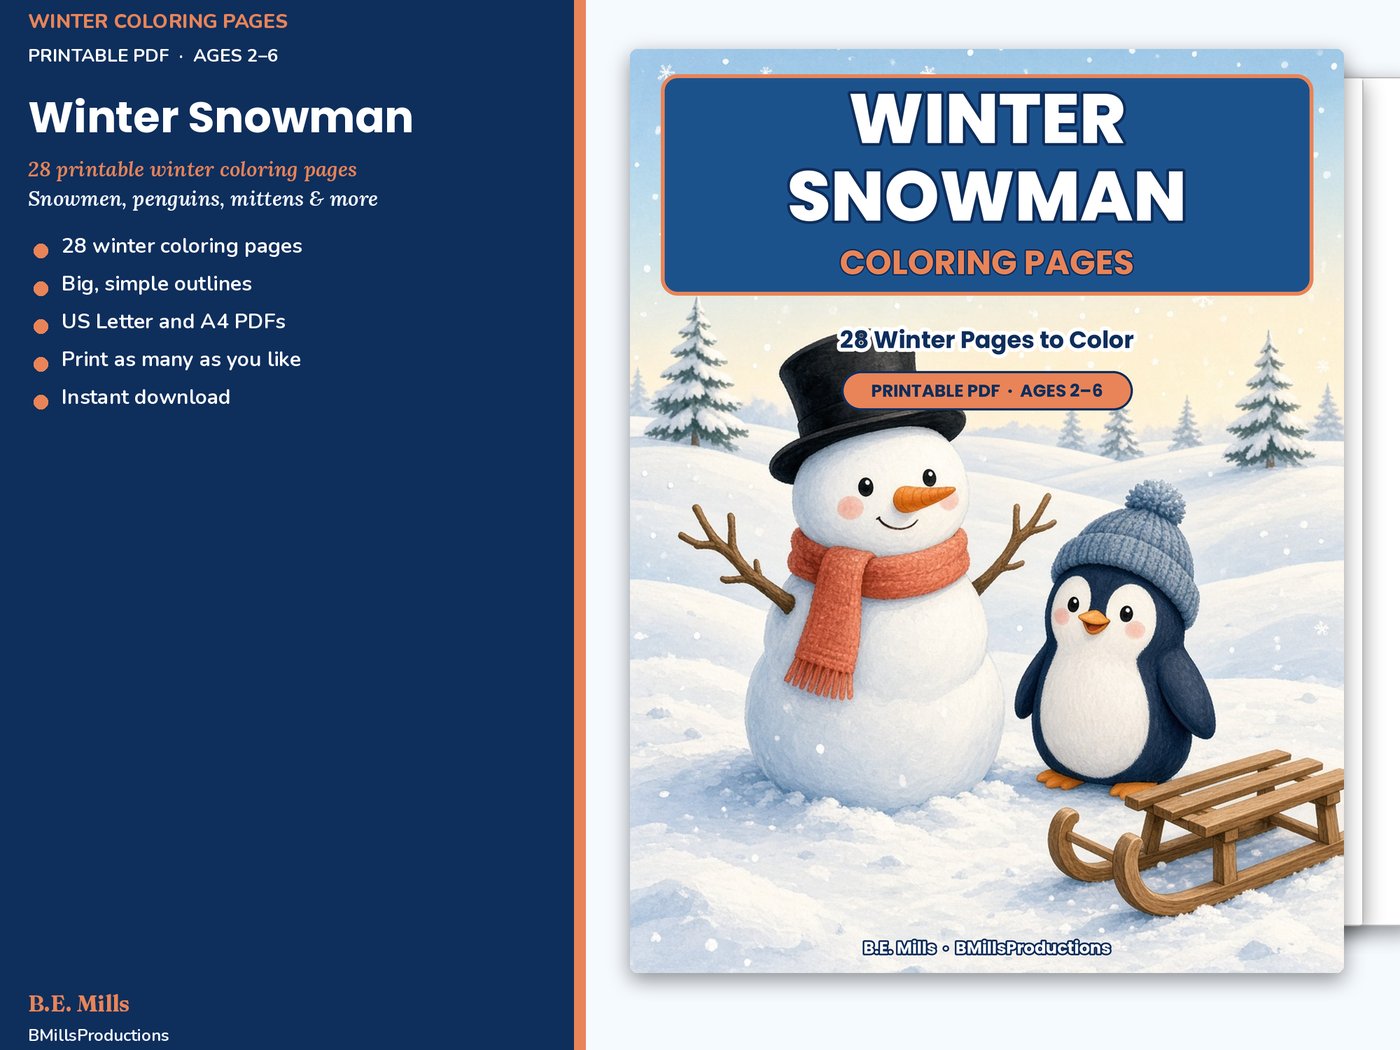 WINTER COLORING PAGES
PRINTABLE PDF · AGES 2–6
Winter Snowman
28 printable winter coloring pages
Snowmen, penguins, mittens & more
28 winter coloring pages
Big, simple outlines
US Letter and A4 PDFs
Print as many as you like
Instant download
B.E. Mills
BMillsProductions
WINTER
SNOWMAN
COLORING PAGES
28 Winter Pages to Color
PRINTABLE PDF · AGES 2–6
B.E. Mills • BMillsProductions